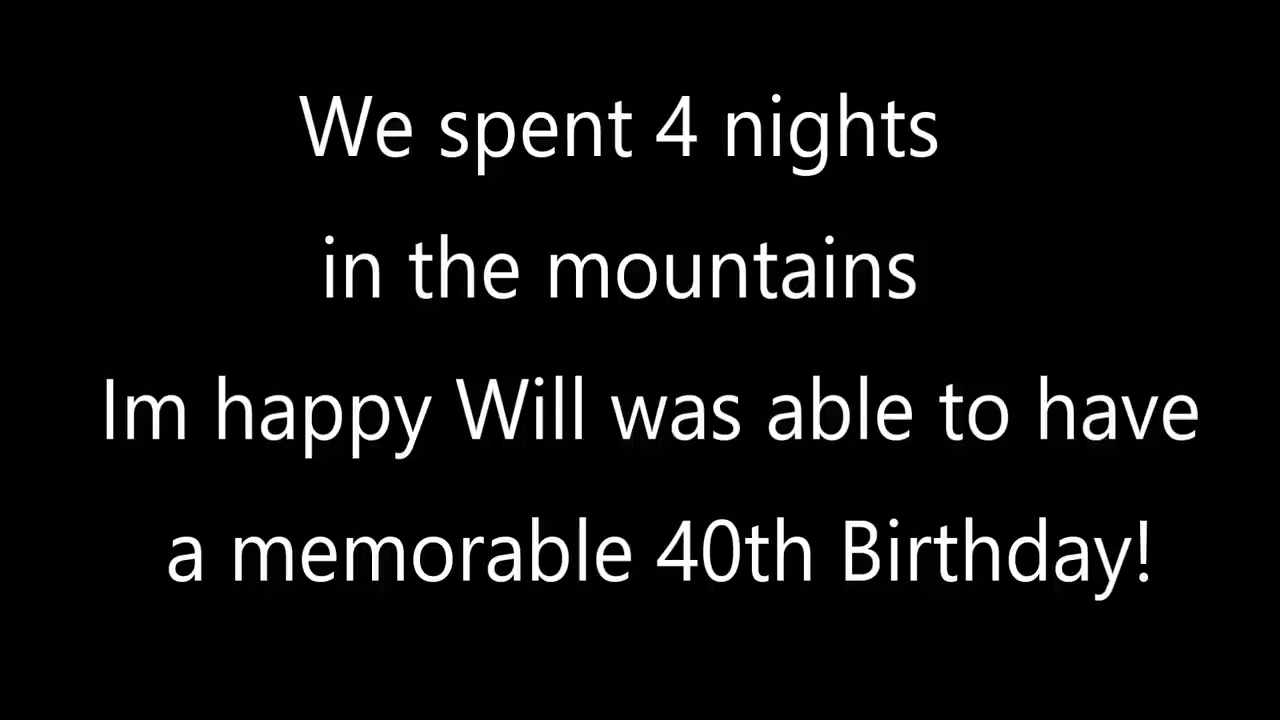 We spent 4 nights
in the mountains
Im happy Will was able to have
a memorable 40th Birthday!